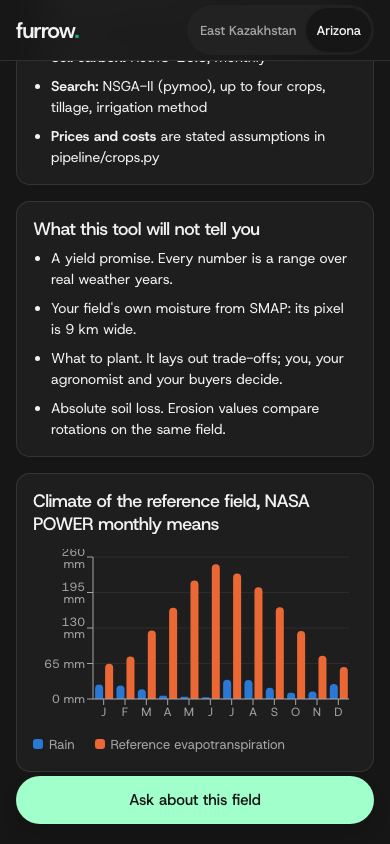 furrow.
East Kazakhstan
Arizona
Search: NSGA-II (pymoo), up to four crops,
tillage, irrigation method
Prices and costs are stated assumptions in
pipeline/crops.py
What this tool will not tell you
A yield promise. Every number is a range over
real weather years.
Your field's own moisture from SMAP: its pixel
is 9 km wide.
What to plant. It lays out trade-offs; you, your
agronomist and your buyers decide.
Absolute soil loss. Erosion values compare
rotations on the same field.
Climate of the reference field, NASA
POWER monthly means
260
mm
195
mm
130
mm
65 mm
0 mm
J F M A M J J A S O N D
Rain
Reference evapotranspiration
Ask about this field